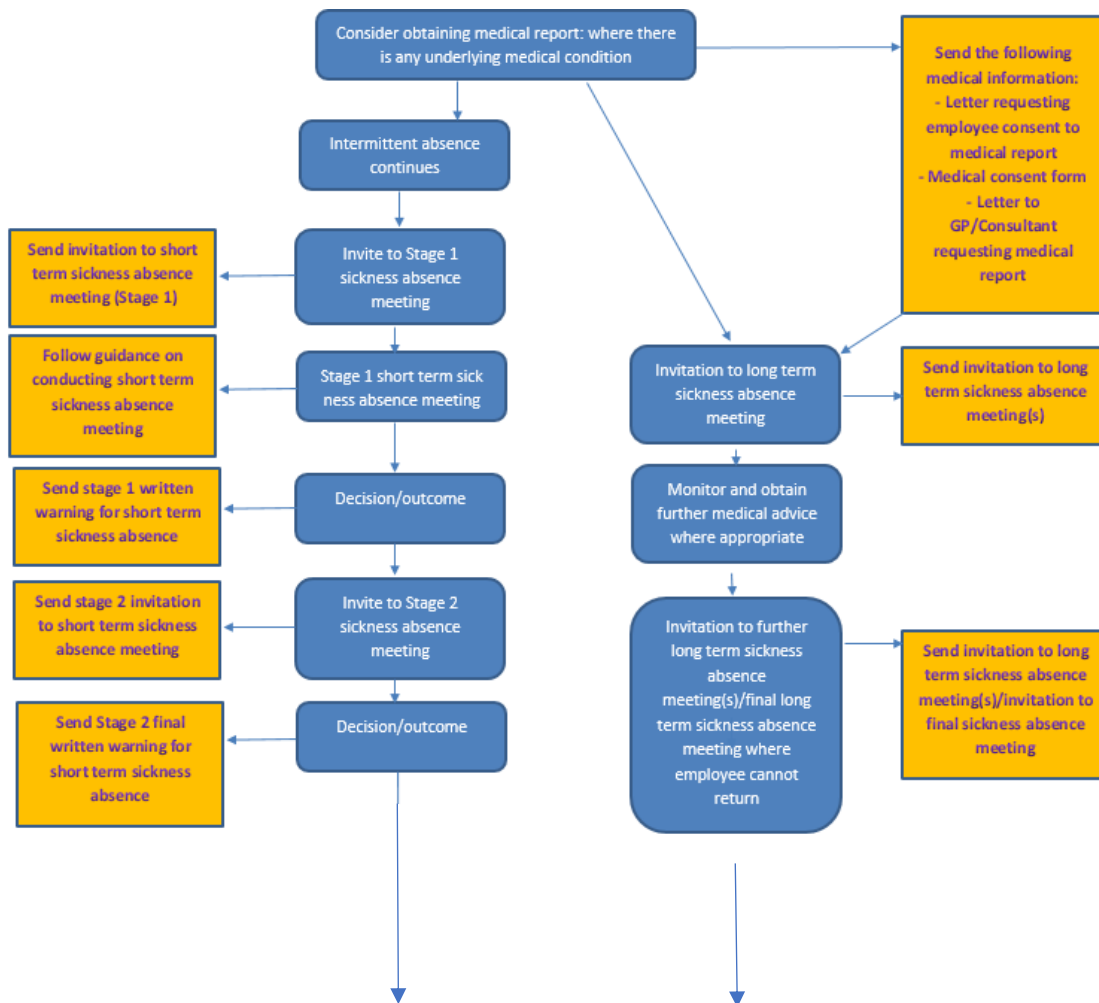 Consider obtaining medical report: where there
is any underlying medical condition
Send the following
medical information:
- Letter requesting
employee consent to
medical report
- Medical consent form
- Letter to
GP/Consultant
requesting medical
report
Intermittent absence
continues
Send invitation to short
term sickness absence
meeting (Stage 1)
Invite to Stage 1
sickness absence
meeting
Follow guidance on
conducting short term
sickness absence
meeting
Stage 1 short term sick
ness absence meeting
Invitation to long term
sickness absence
meeting
Send invitation to long
term sickness absence
meeting(s)
Send stage 1 written
warning for short term
sickness absence
Decision/outcome
Monitor and obtain
further medical advice
where appropriate
Send stage 2 invitation
to short term sickness
absence meeting
Invite to Stage 2
sickness absence
meeting
Invitation to further
long term sickness
absence
meeting(s)/final long
term sickness absence
meeting where
employee cannot
return
Send invitation to long
term sickness absence
meeting(s)/invitation to
final sickness absence
meeting
Send Stage 2 final
written warning for
short term sickness
absence
Decision/outcome